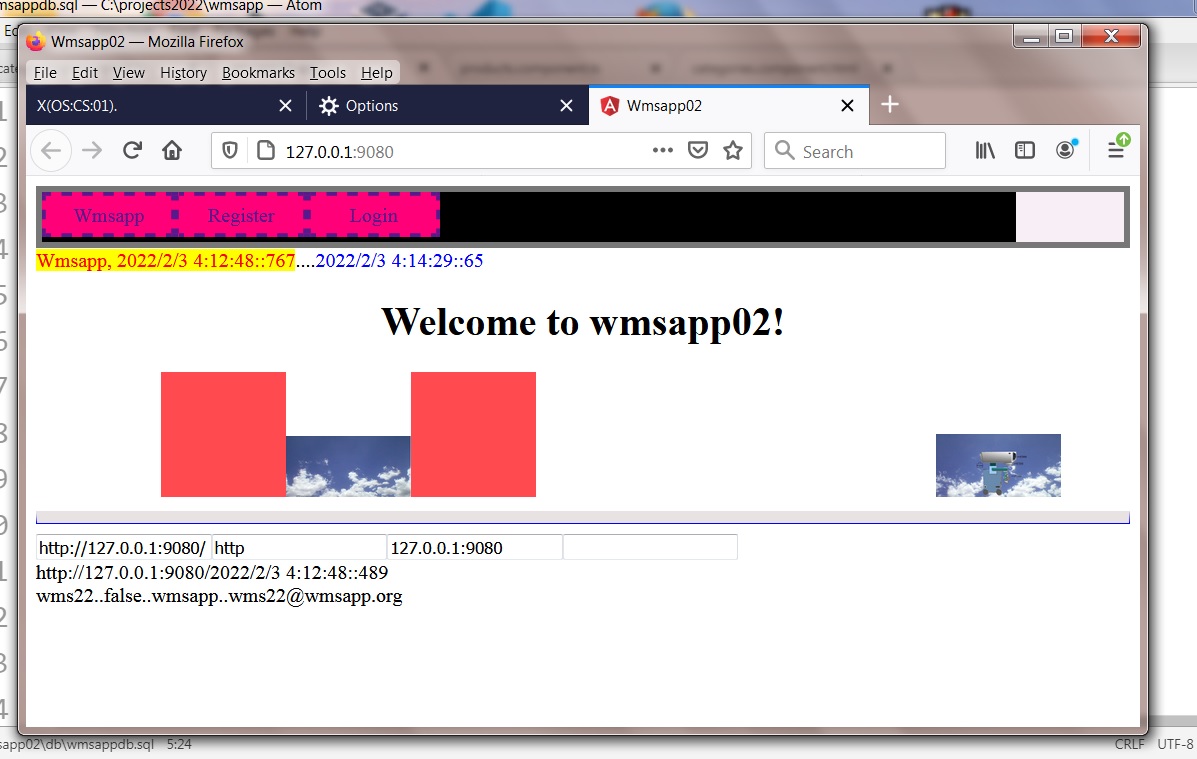 msappdb.sql — C:\projects2022\wmsapp — Atom
Wmsapp02 — Mozilla Firefox
File Edit View History Bookmarks Tools Help
X(OS:CS:01). Options Wmsapp02
127.0.0.1:9080 Search
Wmsapp Register Login
Wmsapp, 2022/2/3 4:12:48::767....2022/2/3 4:14:29::65
Welcome to wmsapp02!
http://127.0.0.1:9080/ http 127.0.0.1:9080
http://127.0.0.1:9080/2022/2/3 4:12:48::489
wms22..false..wmsapp..wms22@wmsapp.org
sapp02\db\wmsappdb.sql 5:24 CRLF UTF-8